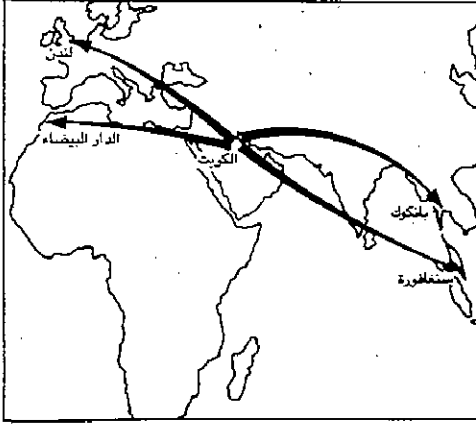 لندن
الدار البيضاء
الكويت
بانكوك
سنغافورة